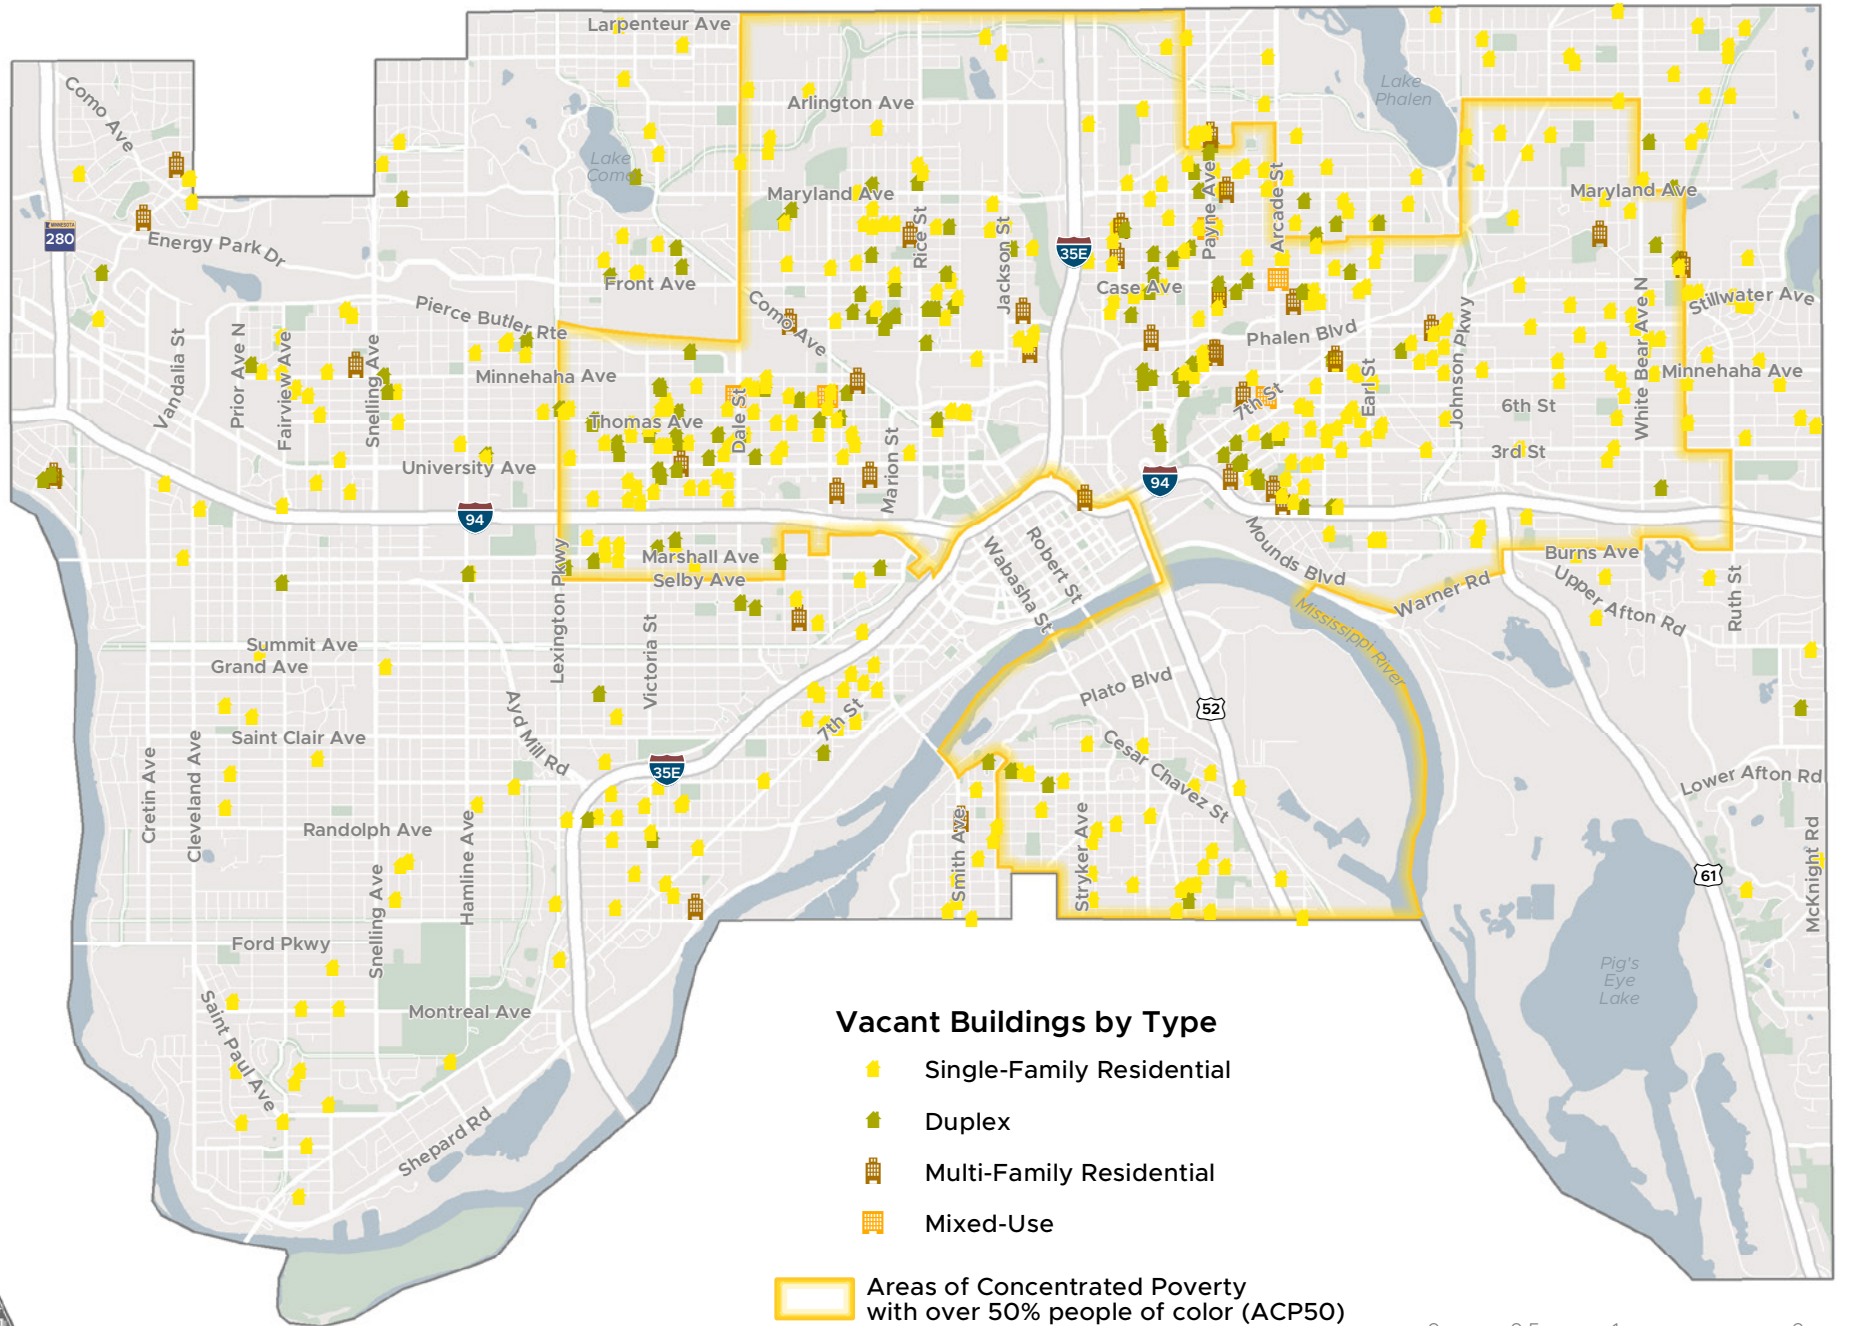 Larpenteur Ave
Como Ave
Arlington Ave
Lake
Phalen
Lake
Como
Maryland Ave
Maryland Ave
MINNESOTA
280
Energy Park Dr
Rice St
Jackson St
35E
Payne Ave
Arcade St
Front Ave
Case Ave
Pierce Butler Rte
Como Ave
Stillwater Ave
Phalen Blvd
Vandalia St
Prior Ave N
Fairview Ave
Snelling Ave
Minnehaha Ave
Minnehaha Ave
Earl St
Johnson Pkwy
White Bear Ave N
7th St
6th St
Thomas Ave
Dale St
Marion St
3rd St
University Ave
94
94
Marshall Ave
Selby Ave
Robert St
Wabasha St
Mounds Blvd
Burns Ave
Warner Rd
Upper Afton Rd
Ruth St
Lexington Pkwy
Victoria St
Mississippi River
Summit Ave
Grand Ave
Ayd Mill Rd
Plato Blvd
52
7th St
Saint Clair Ave
Cesar Chavez St
35E
Cretin Ave
Cleveland Ave
Lower Afton Rd
Randolph Ave
Hamline Ave
Snelling Ave
Smith Ave
Stryker Ave
61
McKnight Rd
Ford Pkwy
Pig's
Eye
Lake
Saint Paul Ave
Montreal Ave
Shepard Rd
Vacant Buildings by Type
Single-Family Residential
Duplex
Multi-Family Residential
Mixed-Use
Areas of Concentrated Poverty
with over 50% people of color (ACP50)